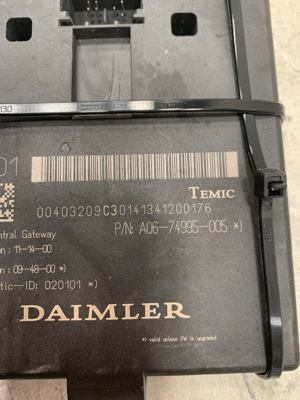 130
01
TEMIC
00403209C30141341200176
P/N: A06-74995-005 *)
ntral Gateway
n : 11-14-00
n : 09-48-00 *)
tic-ID: 020101 *)
DAIMLER
*) valid unless I/W is upgraded